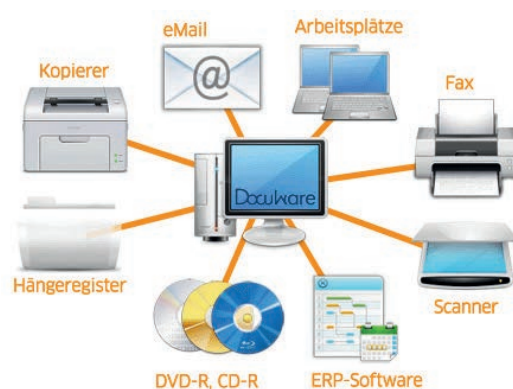 eMail
Arbeitsplätze
Kopierer
Fax
@
DocuWare
Hängeregister
Scanner
DVD-R, CD-R
ERP-Software